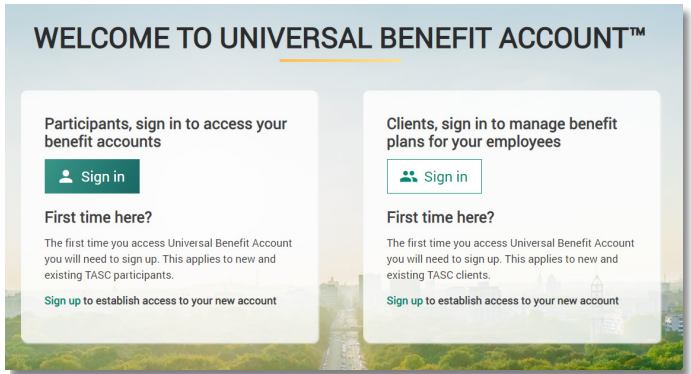 WELCOME TO UNIVERSAL BENEFIT ACCOUNT™
Participants, sign in to access your
benefit accounts
Sign in
First time here?
The first time you access Universal Benefit Account
you will need to sign up. This applies to new and
existing TASC participants.
Sign up to establish access to your new account
Clients, sign in to manage benefit
plans for your employees
Sign in
First time here?
The first time you access Universal Benefit Account
you will need to sign up. This applies to new and
existing TASC clients.
Sign up to establish access to your new account